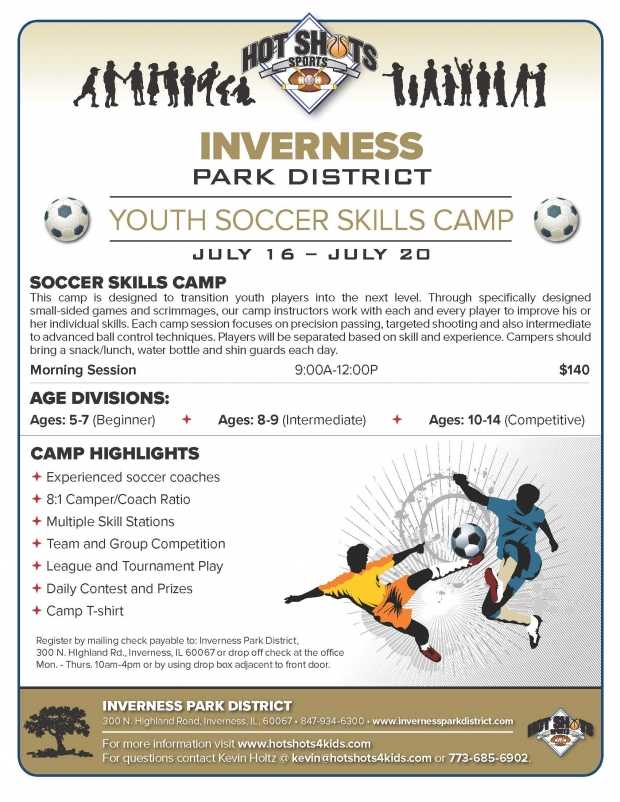 HOT SHOTS
SPORTS
INVERNESS
PARK DISTRICT
YOUTH SOCCER SKILLS CAMP
JULY 16 – JULY 20
SOCCER SKILLS CAMP
This camp is designed to transition youth players into the next level. Through specifically designed
small-sided games and scrimmages, our camp instructors work with each and every player to improve his or
her individual skills. Each camp session focuses on precision passing, targeted shooting and also intermediate
to advanced ball control techniques. Players will be separated based on skill and experience. Campers should
bring a snack/lunch, water bottle and shin guards each day.
Morning Session 9:00A-12:00P $140
AGE DIVISIONS:
Ages: 5-7 (Beginner) Ages: 8-9 (Intermediate) Ages: 10-14 (Competitive)
CAMP HIGHLIGHTS
Experienced soccer coaches
8:1 Camper/Coach Ratio
Multiple Skill Stations
Team and Group Competition
League and Tournament Play
Daily Contest and Prizes
Camp T-shirt
Register by mailing check payable to: Inverness Park District,
300 N. HIghland Rd., Inverness, IL 60067 or drop off check at the office
Mon. - Thurs. 10am-4pm or by using drop box adjacent to front door.
INVERNESS PARK DISTRICT
300 N. Highland Road, Inverness, IL, 60067 • 847-934-6300 • www.invernessparkdistrict.com
For more information visit www.hotshots4kids.com
For questions contact Kevin Holtz @ kevin@hotshots4kids.com or 773-685-6902.
HOT SHOTS
SPORTS